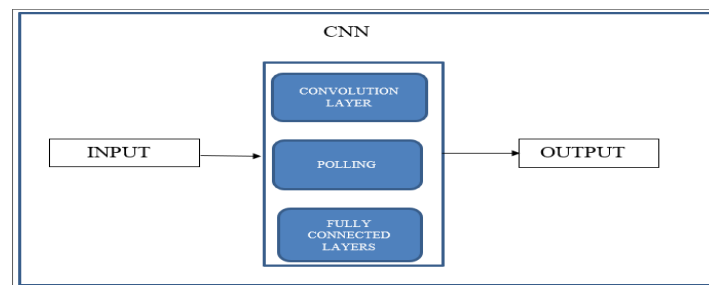 CNN
CONVOLUTION
LAYER
INPUT
POLLING
OUTPUT
FULLY
CONNECTED
LAYERS